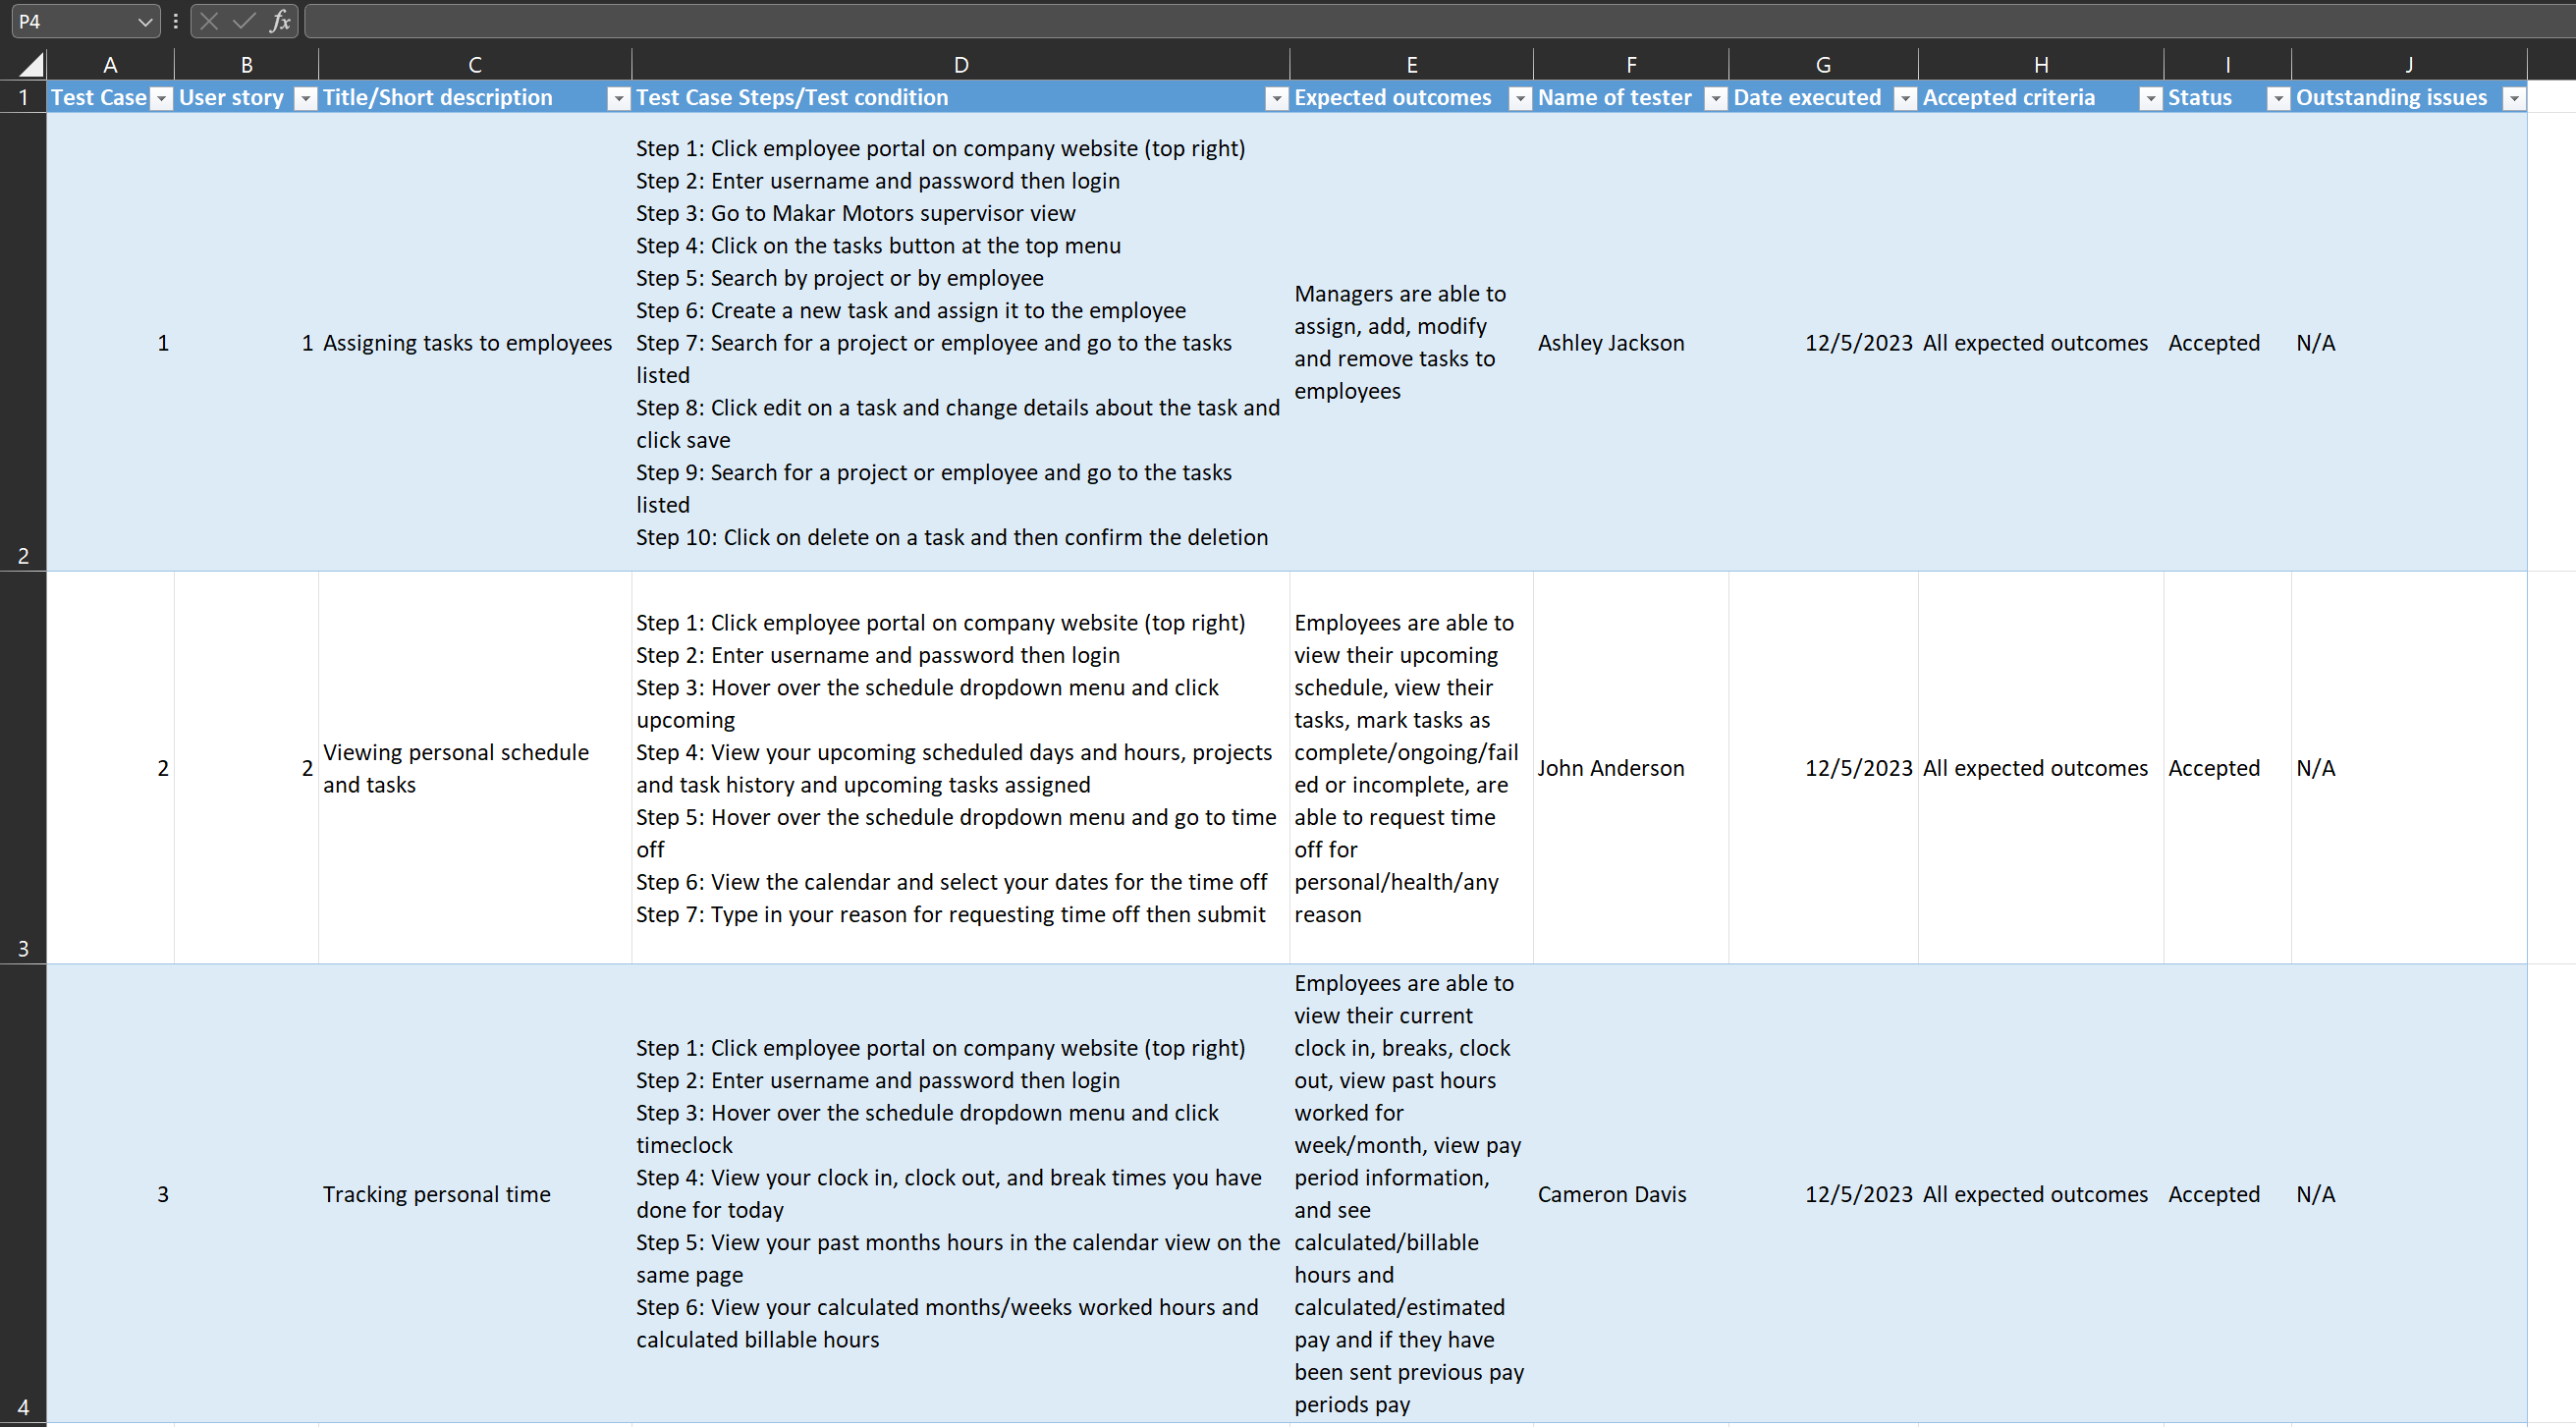 P4
fx
A B C D E F G H I J
1 Test Case User story Title/Short description Test Case Steps/Test condition Expected outcomes Name of tester Date executed Accepted criteria Status Outstanding issues
2
1
1
Assigning tasks to employees
Step 1: Click employee portal on company website (top right)
Step 2: Enter username and password then login
Step 3: Go to Makar Motors supervisor view
Step 4: Click on the tasks button at the top menu
Step 5: Search by project or by employee
Step 6: Create a new task and assign it to the employee
Step 7: Search for a project or employee and go to the tasks
listed
Step 8: Click edit on a task and change details about the task and
click save
Step 9: Search for a project or employee and go to the tasks
listed
Step 10: Click on delete on a task and then confirm the deletion
Managers are able to
assign, add, modify
and remove tasks to
employees
Ashley Jackson
12/5/2023
All expected outcomes
Accepted
N/A
3
2
2
Viewing personal schedule
and tasks
Step 1: Click employee portal on company website (top right)
Step 2: Enter username and password then login
Step 3: Hover over the schedule dropdown menu and click
upcoming
Step 4: View your upcoming scheduled days and hours, projects
and task history and upcoming tasks assigned
Step 5: Hover over the schedule dropdown menu and go to time
off
Step 6: View the calendar and select your dates for the time off
Step 7: Type in your reason for requesting time off then submit
Employees are able to
view their upcoming
schedule, view their
tasks, mark tasks as
complete/ongoing/fail
ed or incomplete, are
able to request time
off for
personal/health/any
reason
John Anderson
12/5/2023
All expected outcomes
Accepted
N/A
4
3
Tracking personal time
Step 1: Click employee portal on company website (top right)
Step 2: Enter username and password then login
Step 3: Hover over the schedule dropdown menu and click
timeclock
Step 4: View your clock in, clock out, and break times you have
done for today
Step 5: View your past months hours in the calendar view on the
same page
Step 6: View your calculated months/weeks worked hours and
calculated billable hours
Employees are able to
view their current
clock in, breaks, clock
out, view past hours
worked for
week/month, view pay
period information,
and see
calculated/billable
hours and
calculated/estimated
pay and if they have
been sent previous pay
periods pay
Cameron Davis
12/5/2023
All expected outcomes
Accepted
N/A